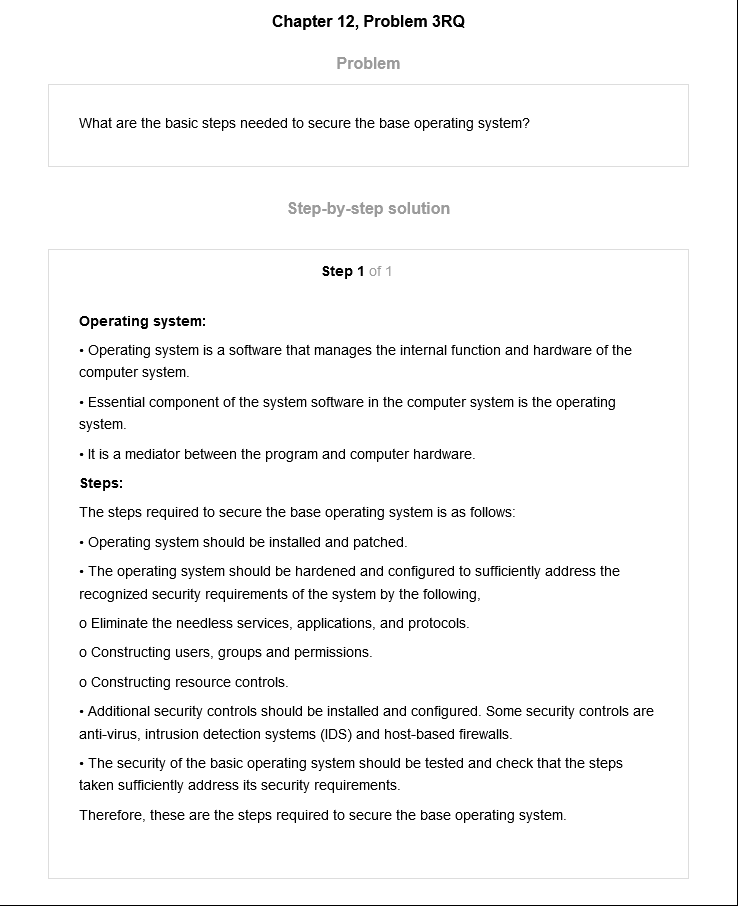 Chapter 12, Problem 3RQ
Problem
What are the basic steps needed to secure the base operating system?
Step-by-step solution
Step 1 of 1
Operating system:
• Operating system is a software that manages the internal function and hardware of the
computer system.
• Essential component of the system software in the computer system is the operating
system.
• It is a mediator between the program and computer hardware.
Steps:
The steps required to secure the base operating system is as follows:
• Operating system should be installed and patched.
• The operating system should be hardened and configured to sufficiently address the
recognized security requirements of the system by the following,
o Eliminate the needless services, applications, and protocols.
o Constructing users, groups and permissions.
o Constructing resource controls.
• Additional security controls should be installed and configured. Some security controls are
anti-virus, intrusion detection systems (IDS) and host-based firewalls.
• The security of the basic operating system should be tested and check that the steps
taken sufficiently address its security requirements.
Therefore, these are the steps required to secure the base operating system.